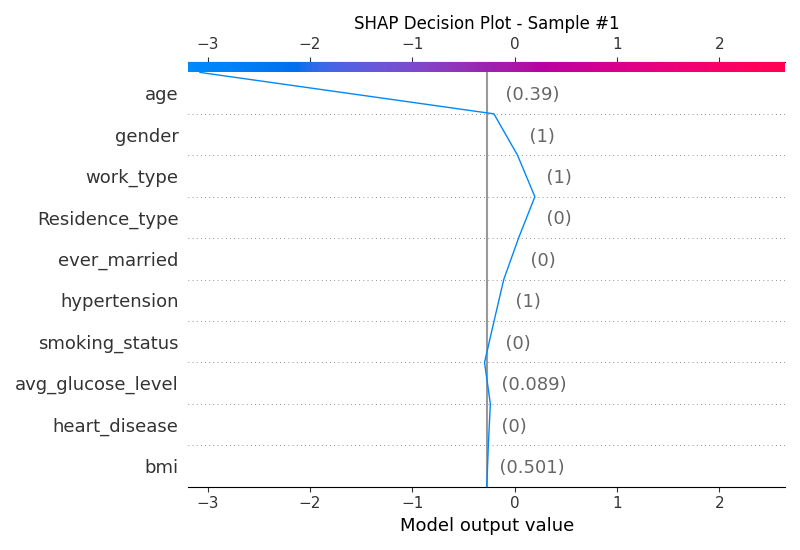 SHAP Decision Plot - Sample #1
−3 −2 −1 0 1 2
age (0.39)
gender (1)
work_type (1)
Residence_type (0)
ever_married (0)
hypertension (1)
smoking_status (0)
avg_glucose_level (0.089)
heart_disease (0)
bmi (0.501)
−3 −2 −1 0 1 2
Model output value